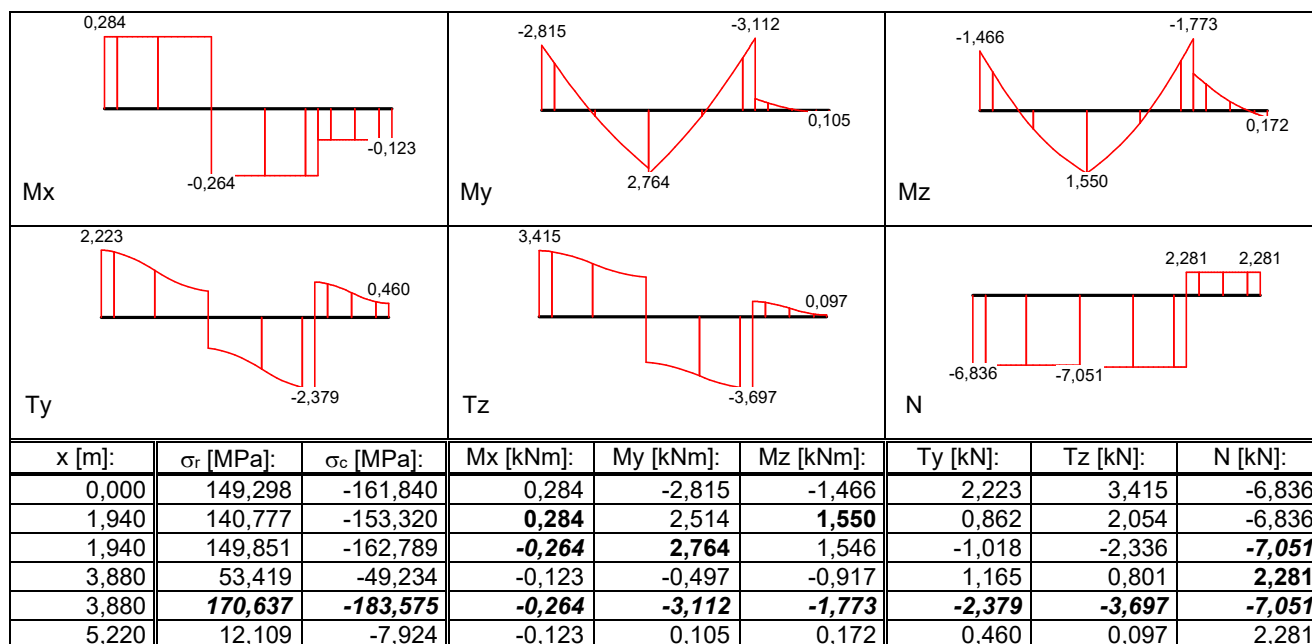 0,284
-0,264
-0,123
Mx
-2,815
-3,112
2,764
0,105
My
-1,466
-1,773
1,550
0,172
Mz
2,223
0,460
-2,379
Ty
3,415
0,097
-3,697
Tz
2,281 2,281
-6,836
-7,051
N
x [m]: σr [MPa]: σc [MPa]: Mx [kNm]: My [kNm]: Mz [kNm]: Ty [kN]: Tz [kN]: N [kN]:
0,000 149,298 -161,840 0,284 -2,815 -1,466 2,223 3,415 -6,836
1,940 140,777 -153,320 0,284 2,514 1,550 0,862 2,054 -6,836
1,940 149,851 -162,789 -0,264 2,764 1,546 -1,018 -2,336 -7,051
3,880 53,419 -49,234 -0,123 -0,497 -0,917 1,165 0,801 2,281
3,880 170,637 -183,575 -0,264 -3,112 -1,773 -2,379 -3,697 -7,051
5,220 12,109 -7,924 -0,123 0,105 0,172 0,460 0,097 2,281